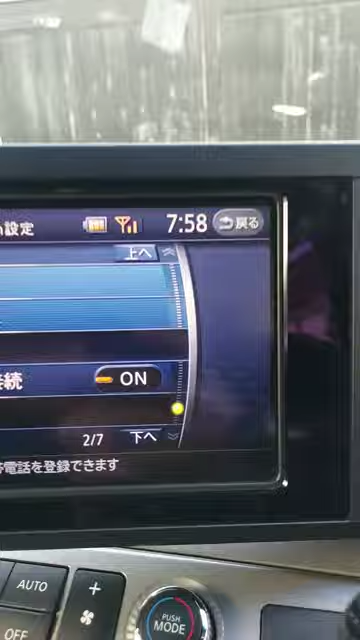 設定 7:58 戻る
上へ
続 ON
2/7 下へ
電話を登録できます
AUTO
OFF
+
PUSH
MODE